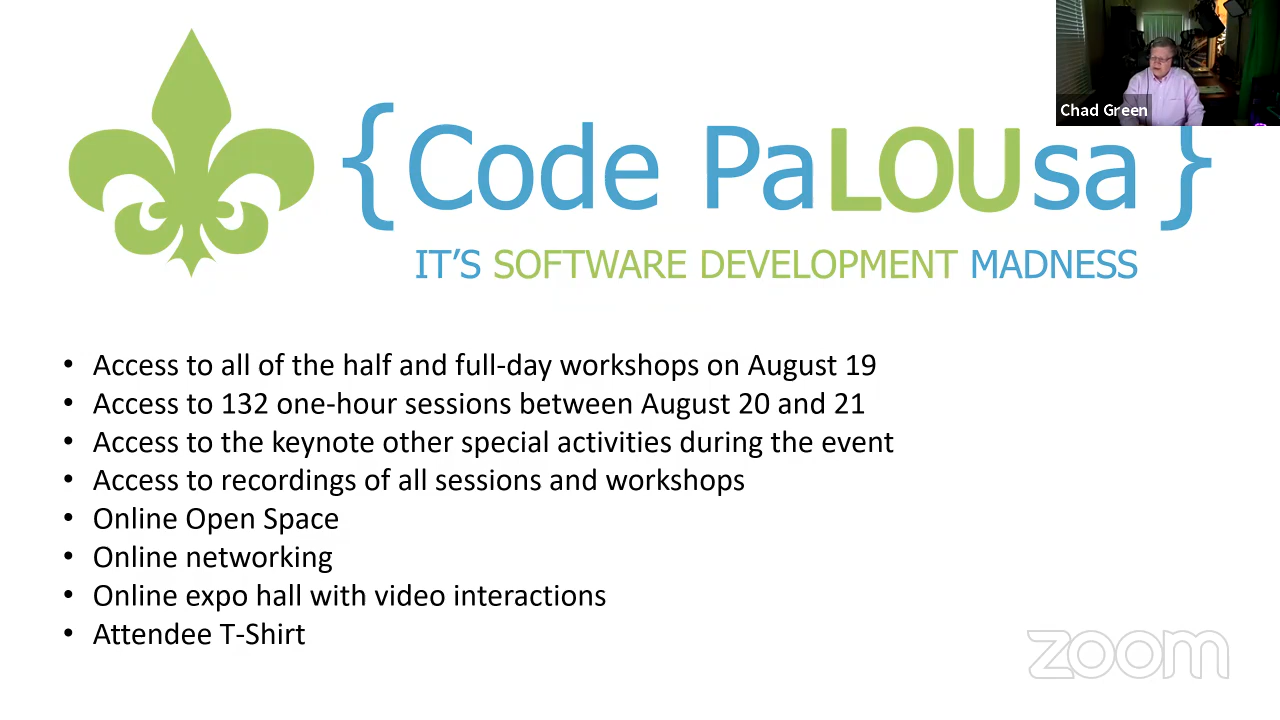 Chad Green
{Code PaLOUsa}
IT'S SOFTWARE DEVELOPMENT MADNESS
• Access to all of the half and full-day workshops on August 19
• Access to 132 one-hour sessions between August 20 and 21
• Access to the keynote other special activities during the event
• Access to recordings of all sessions and workshops
• Online Open Space
• Online networking
• Online expo hall with video interactions
• Attendee T-Shirt
zoom